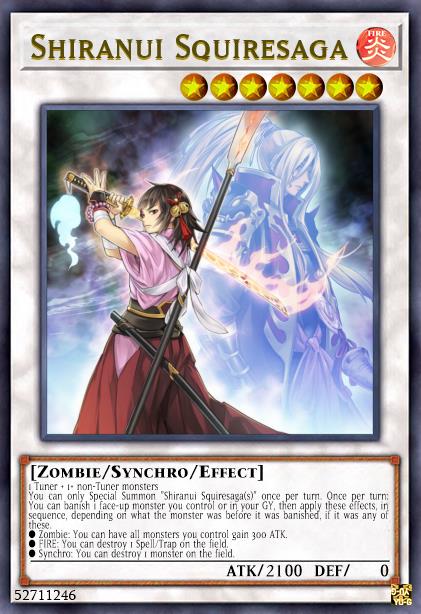 Shiranui Squiresaga
FIRE
炎
[Zombie/Synchro/Effect]
1 Tuner + 1+ non-Tuner monsters
You can only Special Summon "Shiranui Squiresaga(s)" once per turn. Once per turn:
You can banish 1 face-up monster you control or in your GY, then apply these effects, in
sequence, depending on what the monster was before it was banished, if it was any of
these.
● Zombie: You can have all monsters you control gain 300 ATK.
● FIRE: You can destroy 1 Spell/Trap on the field.
● Synchro: You can destroy 1 monster on the field.
ATK/2100 DEF/ 0
52711246